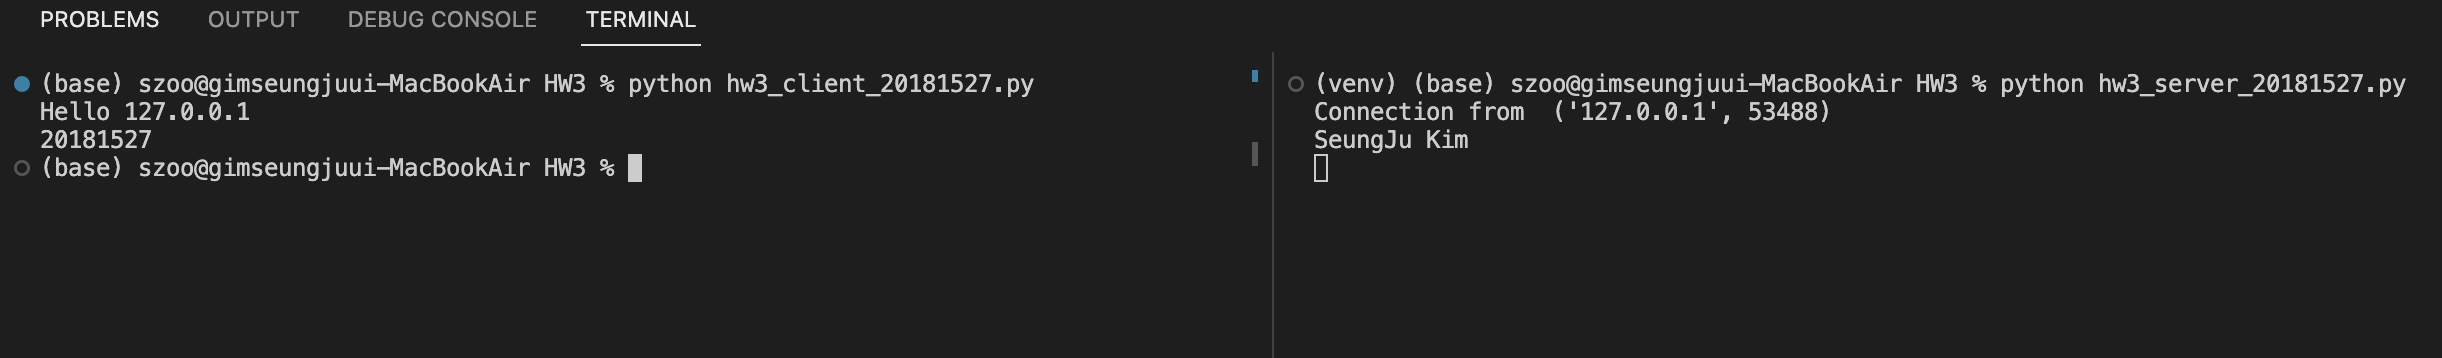 PROBLEMS OUTPUT DEBUG CONSOLE TERMINAL
(base) szoo@gimseungjuui-MacBookAir HW3 % python hw3_client_20181527.py
Hello 127.0.0.1
20181527
(base) szoo@gimseungjuui-MacBookAir HW3 %
(venv) (base) szoo@gimseungjuui-MacBookAir HW3 % python hw3_server_20181527.py
Connection from  ('127.0.0.1', 53488)
SeungJu Kim